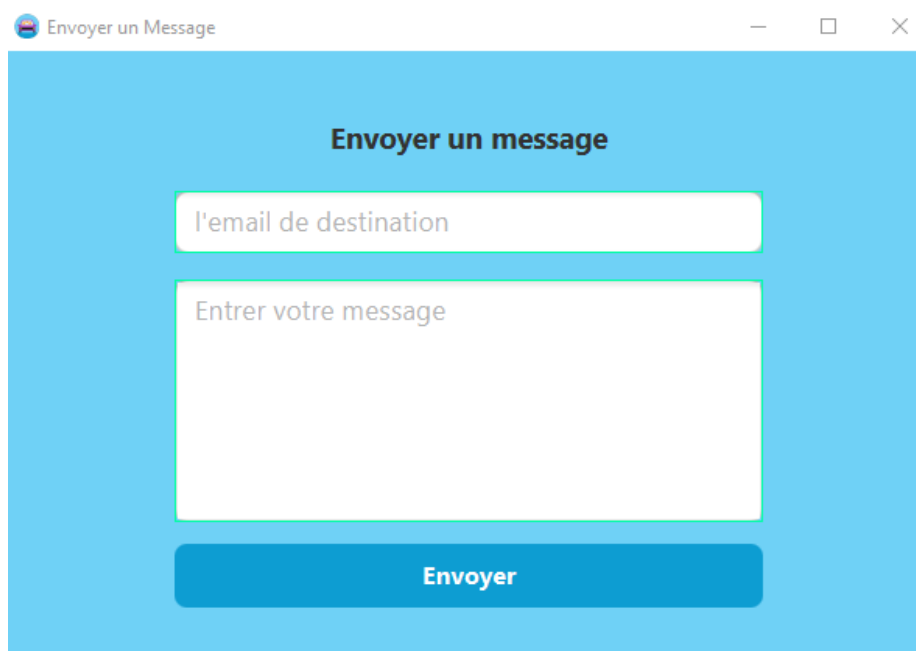 Envoyer un Message
Envoyer un message
l'email de destination
Entrer votre message
Envoyer